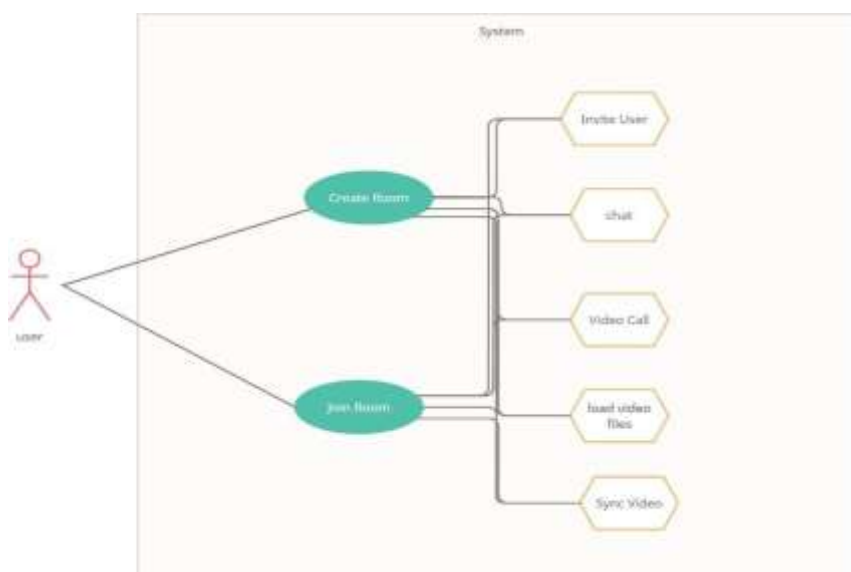 System
Invite User
Create Room
chat
user
Video Call
Join Room
load video
files
Sync Video